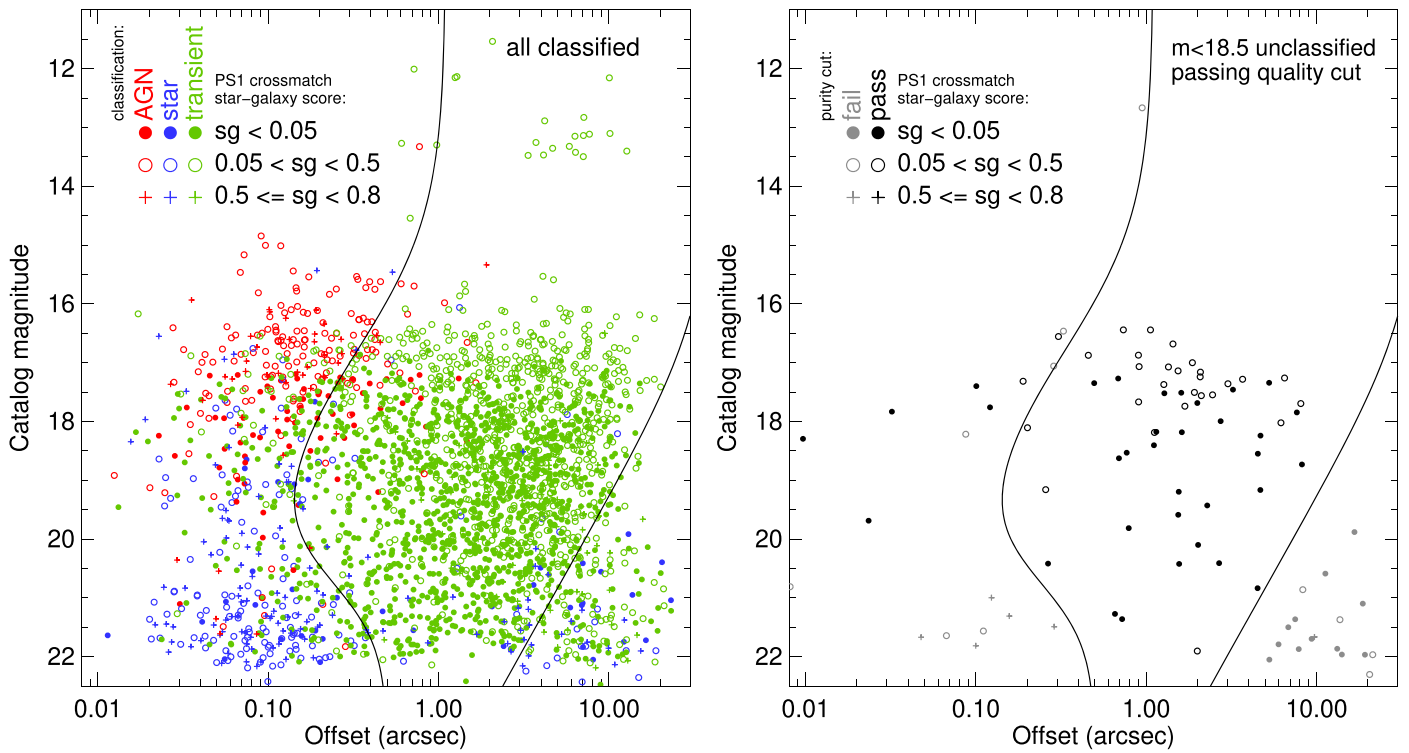 all classified
classification:
AGN
star
transient
PS1 crossmatch
star−galaxy score:
sg < 0.05
0.05 < sg < 0.5
0.5 <= sg < 0.8
12
14
16
18
20
22
Catalog magnitude
0.01
0.10
1.00
10.00
Offset (arcsec)
m<18.5 unclassified
passing quality cut
purity cut:
fail
pass
PS1 crossmatch
star−galaxy score:
sg < 0.05
0.05 < sg < 0.5
0.5 <= sg < 0.8
12
14
16
18
20
22
Catalog magnitude
0.01
0.10
1.00
10.00
Offset (arcsec)